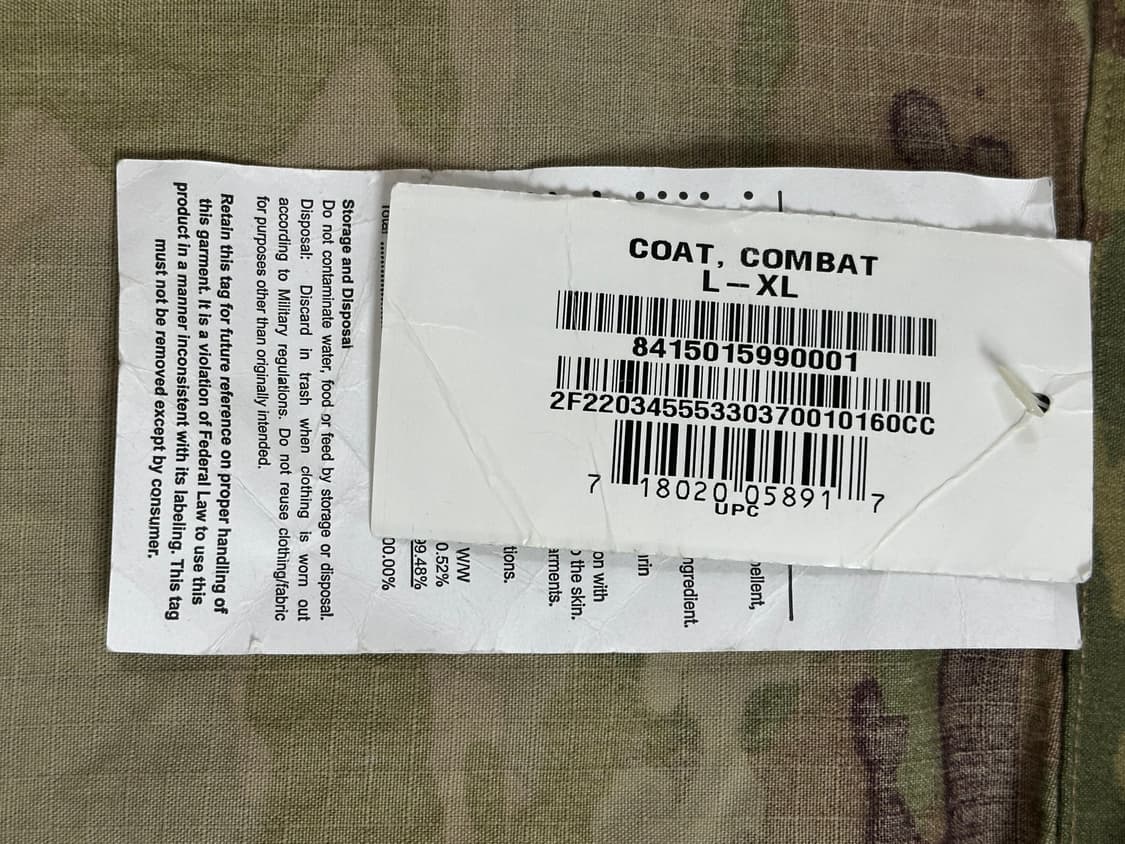 COAT, COMBAT
L-XL
8415015990001
2F22034555330370010160CC
7 18020 05891 7
UPC
pellent,
ngredient.
rin
on with
the skin.
arments.
tions.
W/W
0.52%
99.48%
00.00%
Storage and Disposal
Do not contaminate water, food or feed by storage or disposal.
Disposal: Discard in trash when clothing is worn out
according to Military regulations. Do not reuse clothing/fabric
for purposes other than originally intended.
Retain this tag for future reference on proper handling of
this garment. It is a violation of Federal Law to use this
product in a manner inconsistent with its labeling. This tag
must not be removed except by consumer.